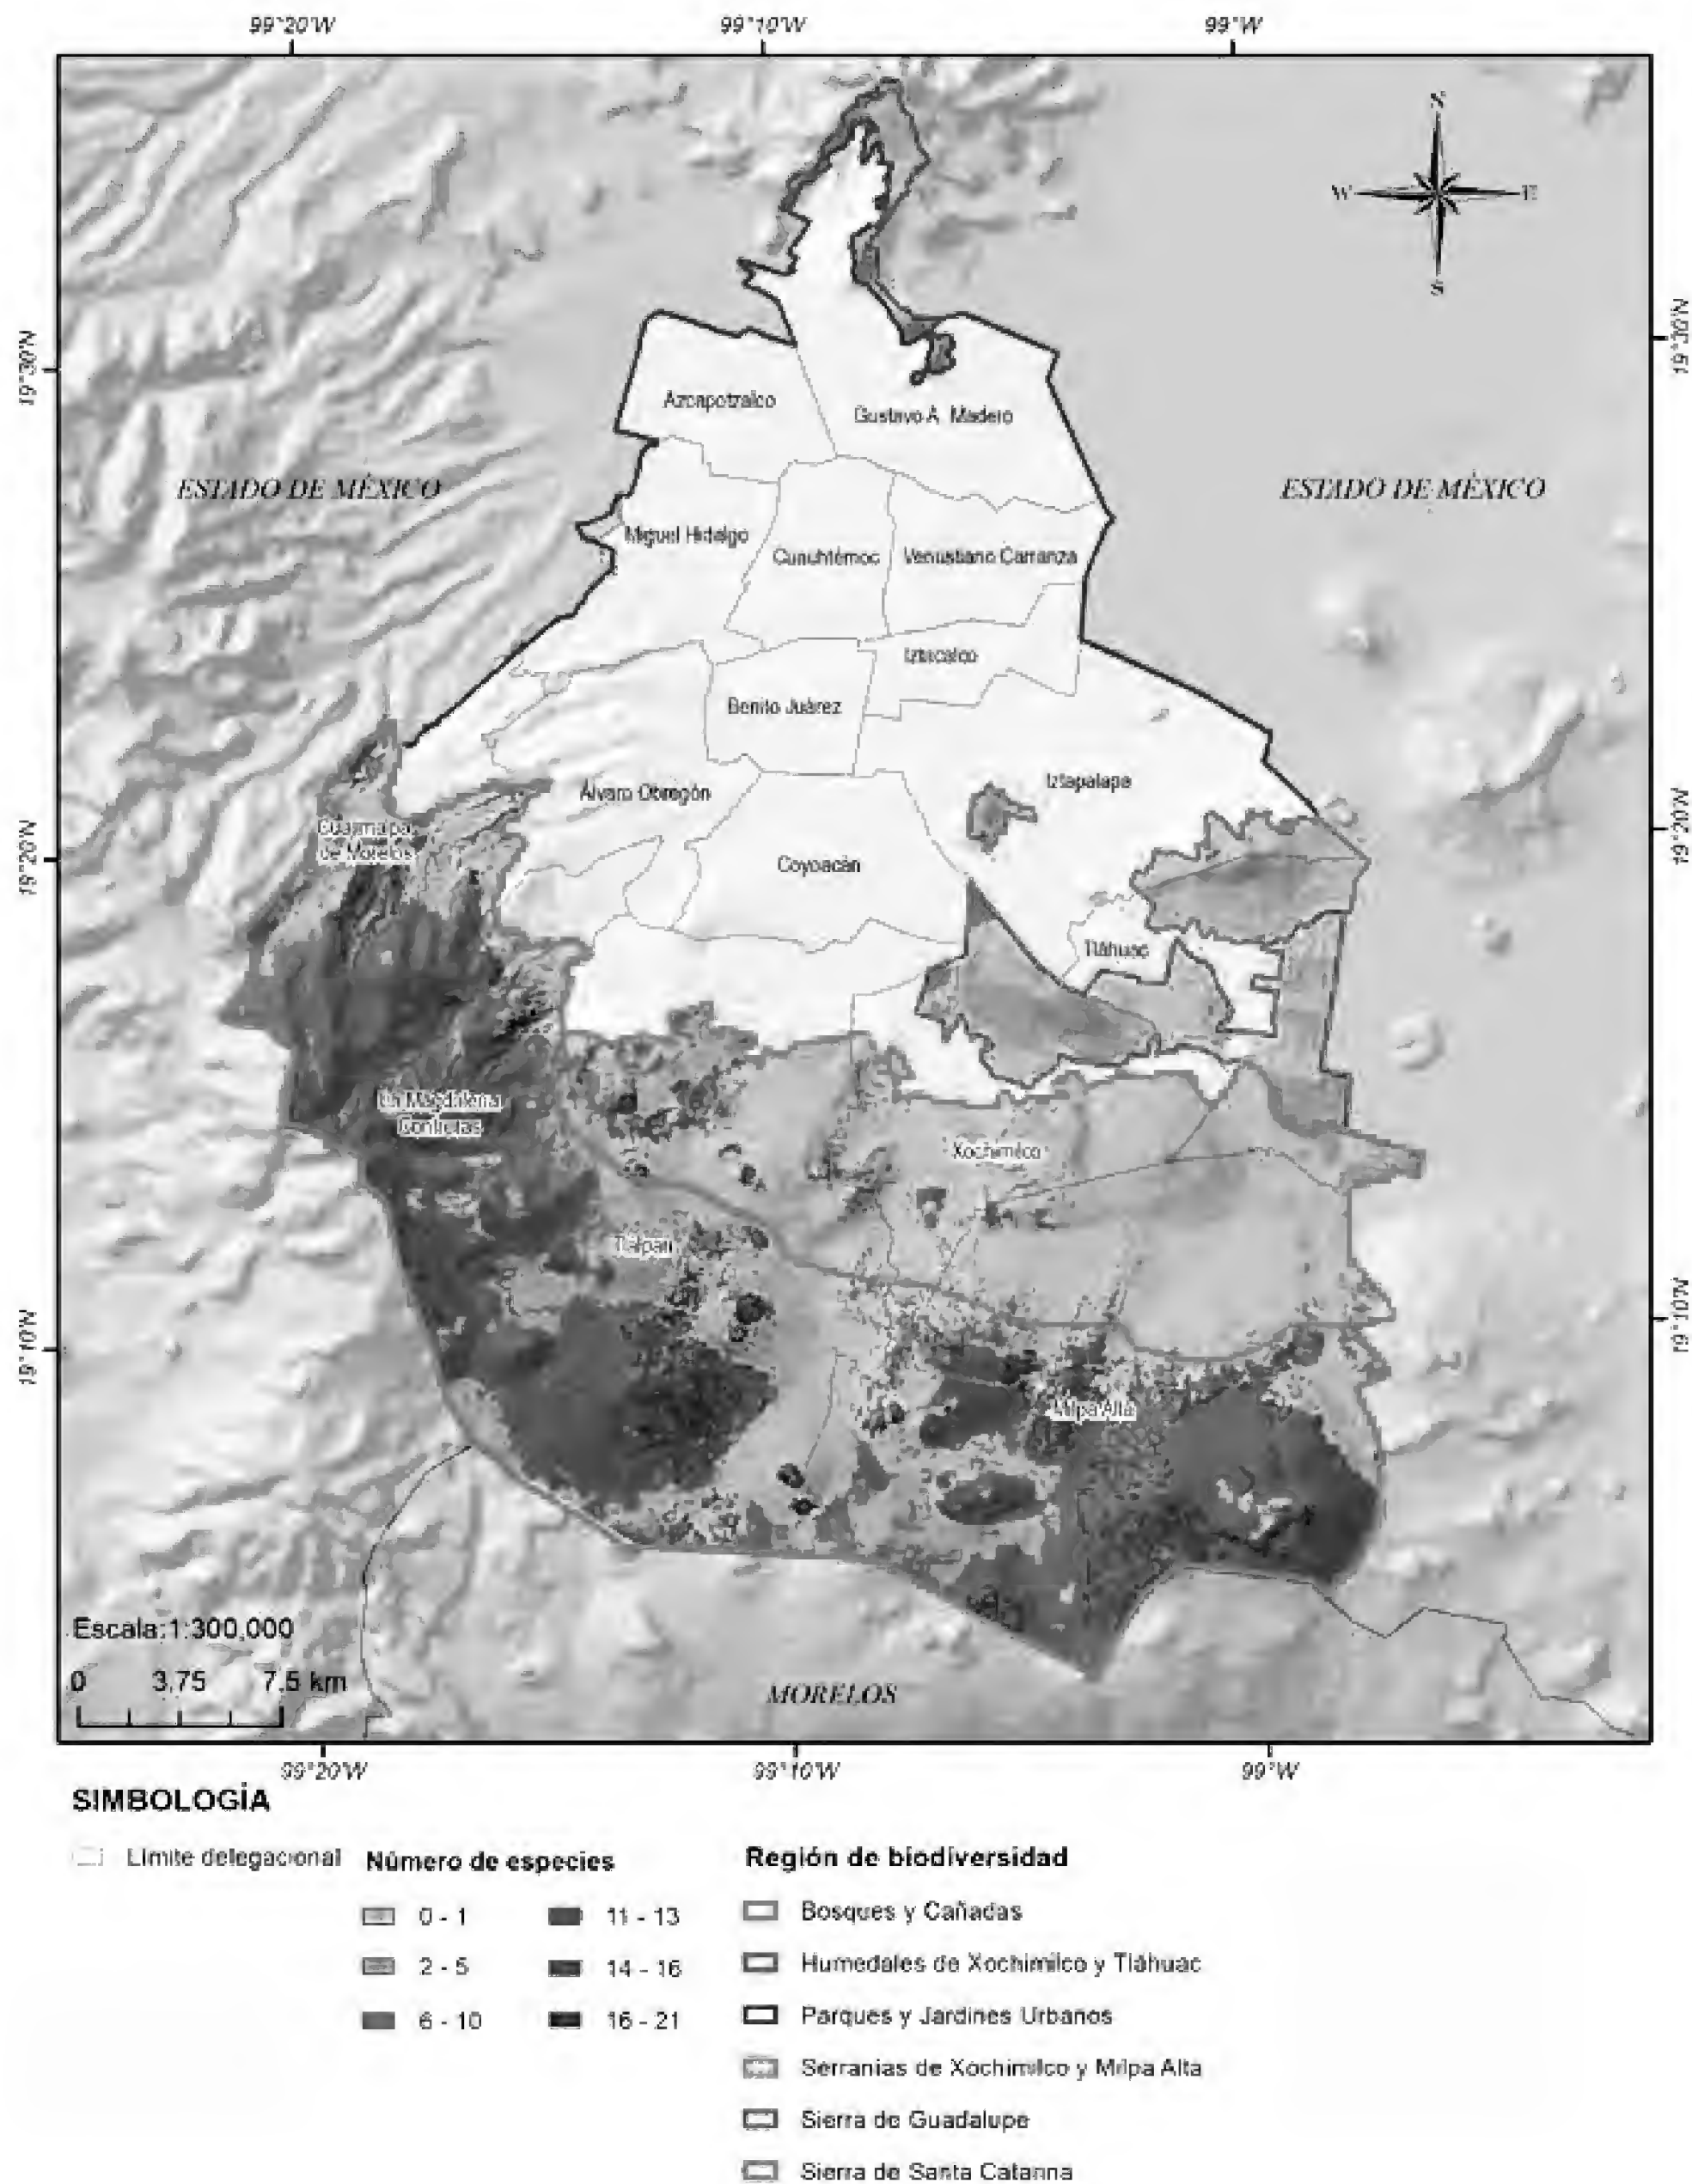 99°20'W 99°10'W 99°W
N
W E
S
19°30'N 19°30'N
Azcapotzalco
Gustavo A. Madero
ESTADO DE MÉXICO ESTADO DE MÉXICO
Miguel Hidalgo
Cuauhtémoc Venustiano Carranza
Iztacalco
Benito Juárez
Álvaro Obregón Iztapalapa
Cuajimalpa
de Morelos
19°20'N 19°20'N
Coyoacán
Tláhuac
La Magdalena
Contreras
Xochimilco
Tlalpan
19°10'N 19°10'N
Milpa Alta
Escala:1:300,000
0 3.75 7.5 km
MORELOS
99°20'W 99°10'W 99°W
SIMBOLOGÍA
Límite delegacional
Número de especies
0 - 1 11 - 13
2 - 5 14 - 16
6 - 10 16 - 21
Región de biodiversidad
Bosques y Cañadas
Humedales de Xochimilco y Tláhuac
Parques y Jardines Urbanos
Serranias de Xochimilco y Milpa Alta
Sierra de Guadalupe
Sierra de Santa Catarina